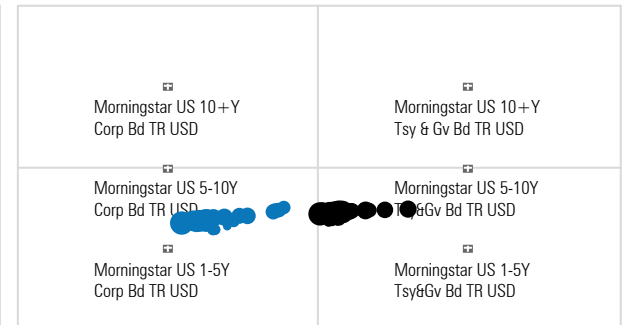 Morningstar US 10+Y
Corp Bd TR USD
Morningstar US 10+Y
Tsy & Gv Bd TR USD
Morningstar US 5-10Y
Corp Bd TR USD
Morningstar US 5-10Y
Tsy&Gv Bd TR USD
Morningstar US 1-5Y
Corp Bd TR USD
Morningstar US 1-5Y
Tsy&Gv Bd TR USD